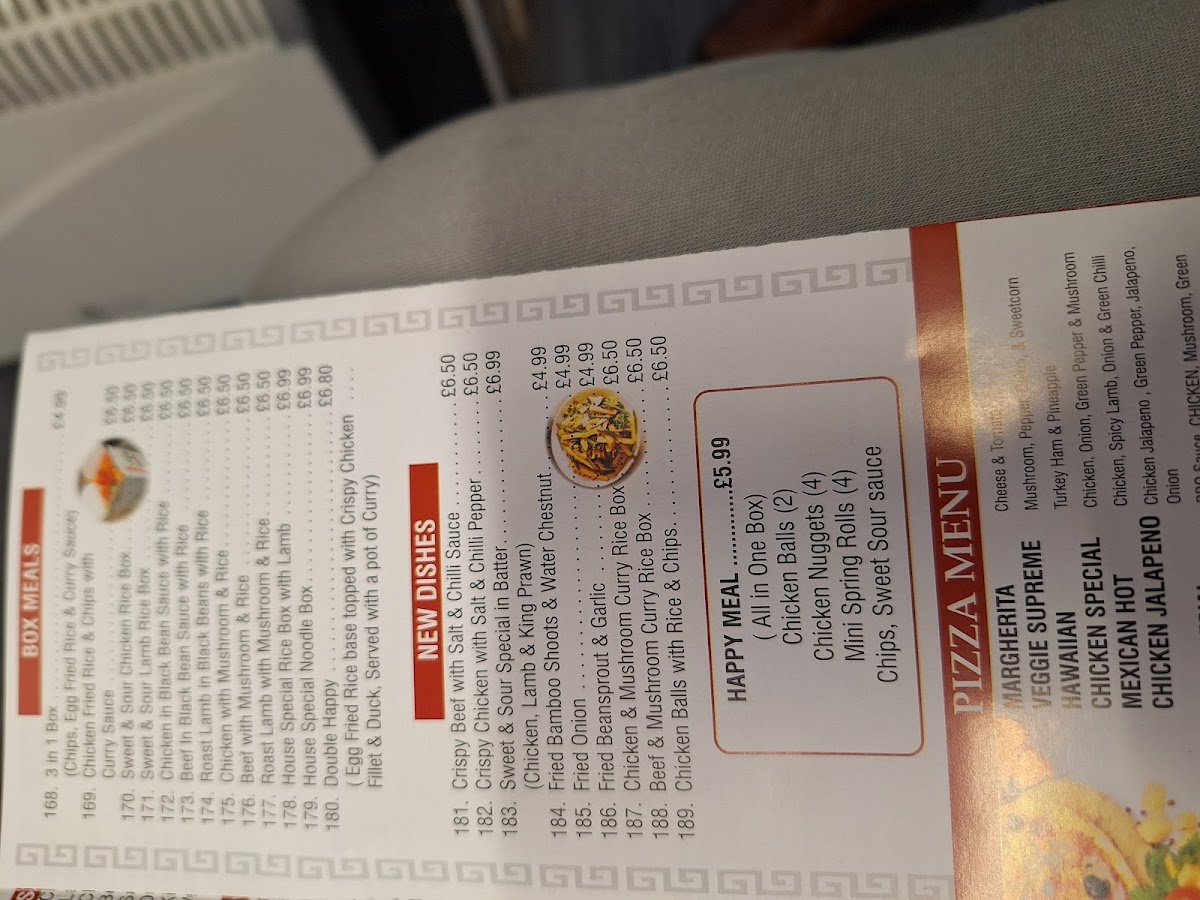 BOX MEALS
168. 3 in 1 Box .................... £4.99
(Chips, Egg Fried Rice & Curry Sauce)
169. Chicken Fried Rice & Chips with
Curry Sauce .................... £6.50
170. Sweet & Sour Chicken Rice Box.... £6.50
171. Sweet & Sour Lamb Rice Box .... £6.50
172. Chicken in Black Bean Sauce with Rice £6.50
173. Beef In Black Bean Sauce with Rice .... £6.50
174. Roast Lamb in Black Beans with Rice .... £6.50
175. Chicken with Mushroom & Rice .... £6.50
176. Beef with Mushroom & Rice .... £6.50
177. Roast Lamb with Mushroom & Rice .... £6.50
178. House Special Rice Box with Lamb .... £6.99
179. House Special Noodle Box.... £6.99
180. Double Happy .... £6.80
( Egg Fried Rice base topped with Crispy Chicken ....
Fillet & Duck, Served with a pot of Curry)
NEW DISHES
181. Crispy Beef with Salt & Chilli Sauce .... £6.50
182. Crispy Chicken with Salt & Chilli Pepper .... £6.50
183. Sweet & Sour Special in Batter .... £6.99
(Chicken, Lamb & King Prawn)
184. Fried Bamboo Shoots & Water Chestnut .... £4.99
185. Fried Onion .... £4.99
186. Fried Beansprout & Garlic .... £4.99
187. Chicken & Mushroom Curry Rice Box .... £6.50
188. Beef & Mushroom Curry Rice Box .... £6.50
189. Chicken Balls with Rice & Chips.... £6.50
HAPPY MEAL ..............£5.99
( All in One Box)
Chicken Balls (2)
Chicken Nuggets (4)
Mini Spring Rolls (4)
Chips, Sweet Sour sauce
PIZZA MENU
MARGHERITA Cheese & Tomato
VEGGIE SUPREME Mushroom, Pepper, Onion, & Sweetcorn
HAWAIIAN Turkey Ham & Pineapple
CHICKEN SPECIAL Chicken, Onion, Green Pepper & Mushroom
MEXICAN HOT Chicken, Spicy Lamb, Onion & Green Chilli
CHICKEN JALAPENO Chicken Jalapeno , Green Pepper, Jalapeno,
Onion
Sauce, CHICKEN, Mushroom, Green